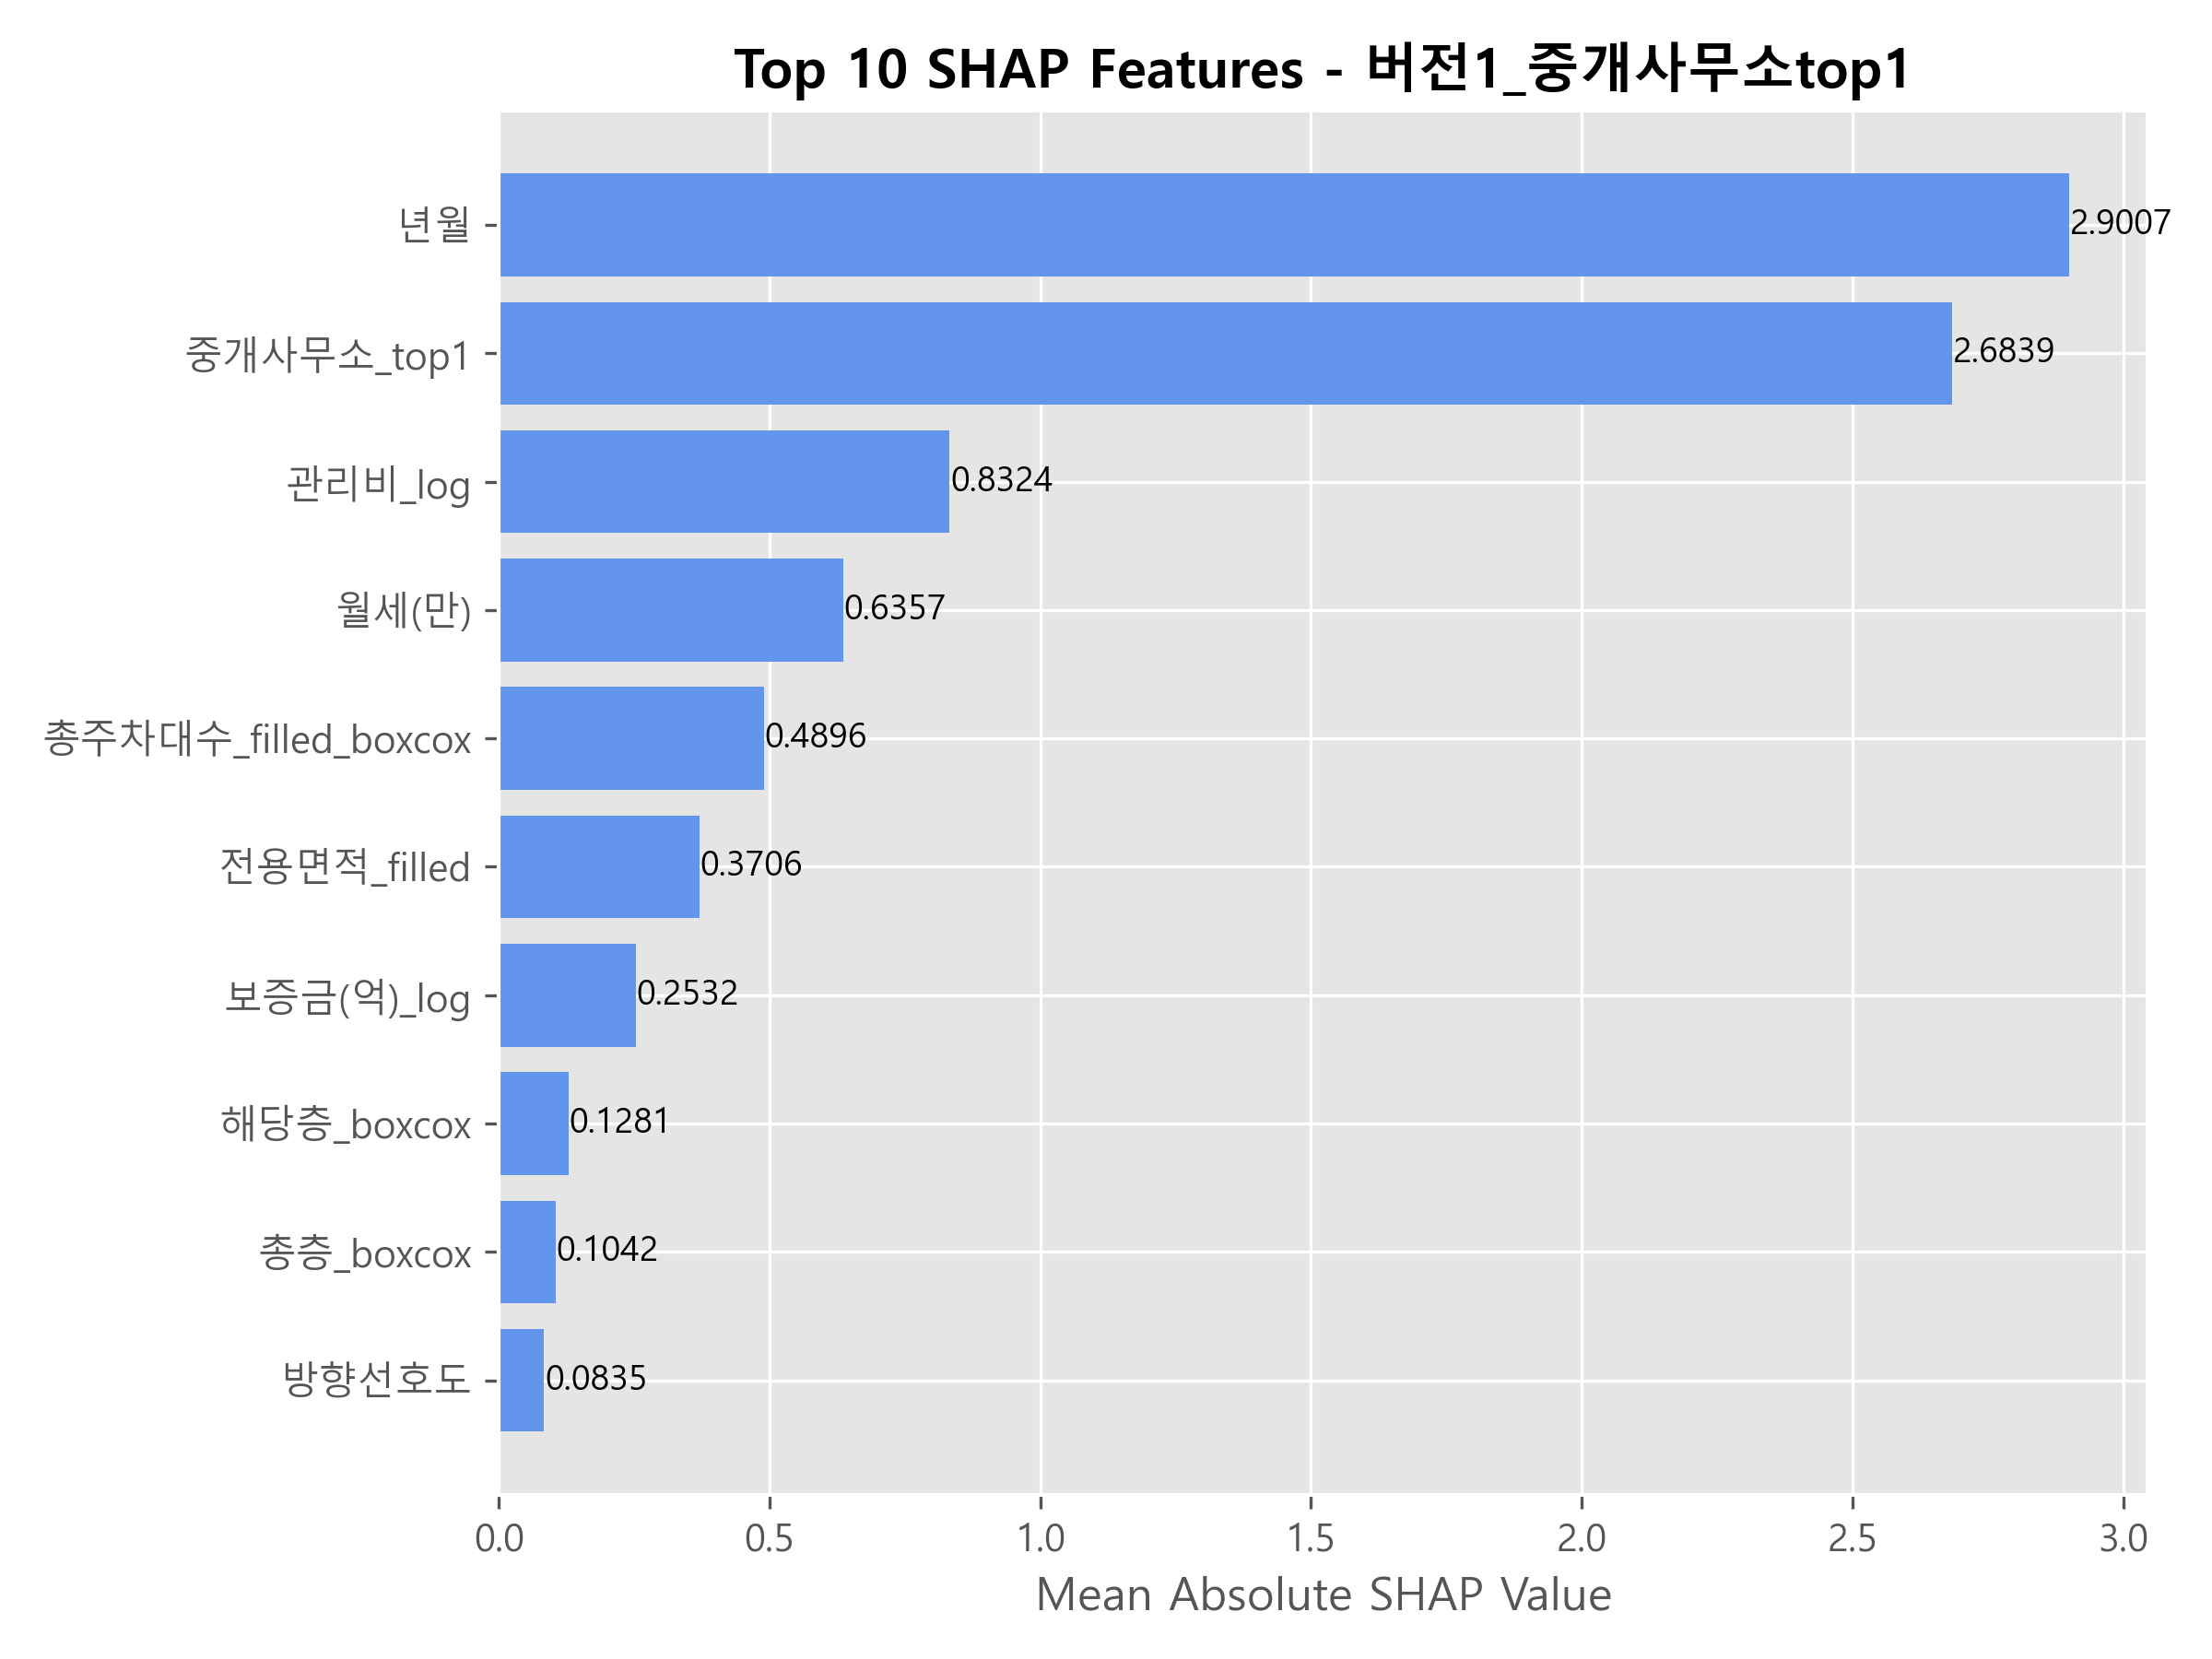 Top 10 SHAP Features - 버전1_중개사무소top1
년월
2.9007
중개사무소_top1
2.6839
관리비_log
0.8324
월세(만)
0.6357
총주차대수_filled_boxcox
0.4896
전용면적_filled
0.3706
보증금(억)_log
0.2532
해당층_boxcox
0.1281
총층_boxcox
0.1042
방향선호도
0.0835
0.0 0.5 1.0 1.5 2.0 2.5 3.0
Mean Absolute SHAP Value